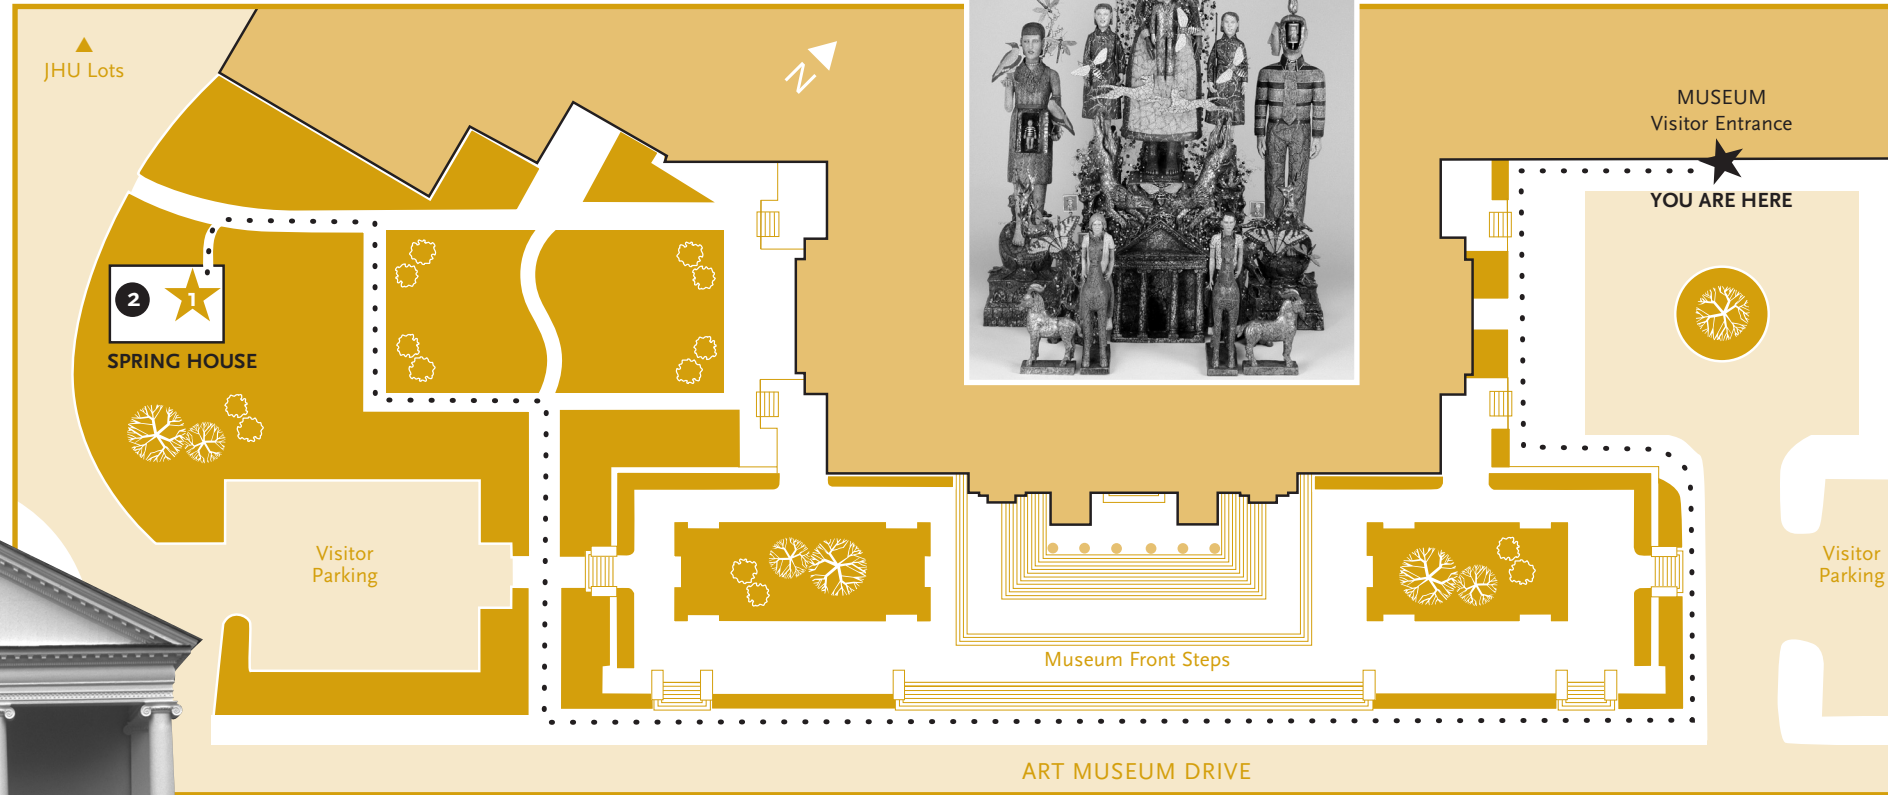 JHU Lots
N
MUSEUM
Visitor Entrance
YOU ARE HERE
2
1
SPRING HOUSE
Visitor
Parking
Visitor
Parking
Museum Front Steps
ART MUSEUM DRIVE